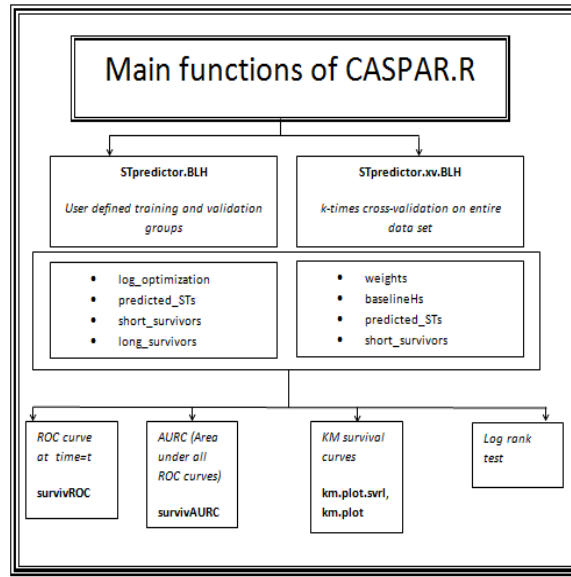 Main functions of CASPAR.R
STpredictor.BLH
User defined training and validation
groups
STpredictor.xv.BLH
k-times cross-validation on entire
data set
• log_optimization
• predicted_STs
• short_survivors
• long_survivors
• weights
• baselineHs
• predicted_STs
• short_survivors
ROC curve
at time=t
survivROC
AURC (Area
under all
ROC curves)
survivAURC
KM survival
curves
km.plot.svrl,
km.plot
Log rank
test